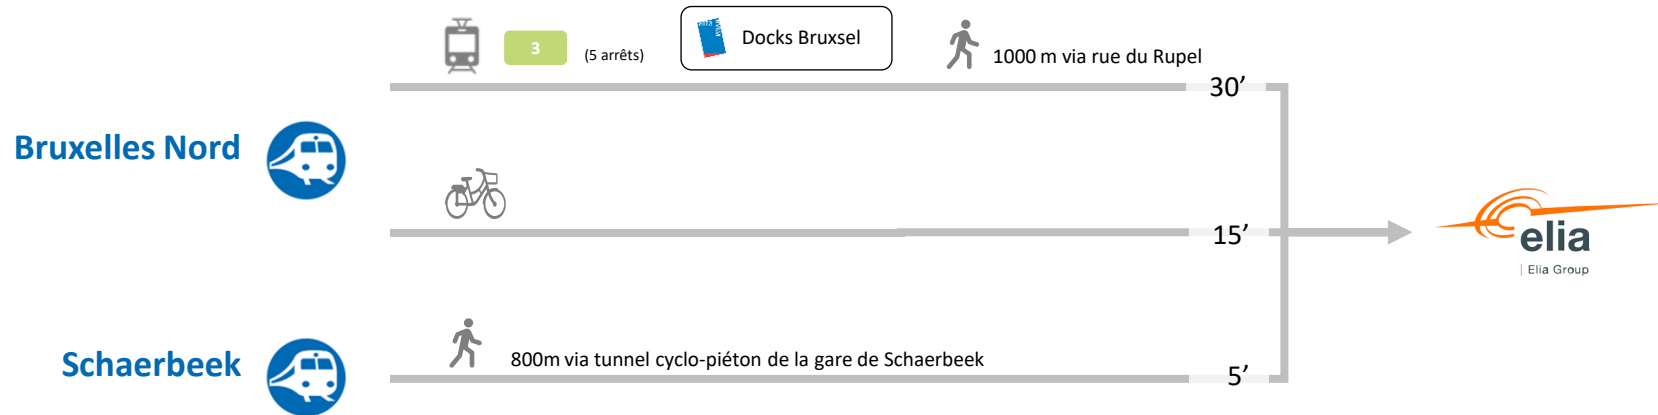 3
(5 arrêts)
Docks Bruxsel
1000 m via rue du Rupel
30’
Bruxelles Nord
15’
elia
| Elia Group
Schaerbeek
800m via tunnel cyclo-piéton de la gare de Schaerbeek
5’